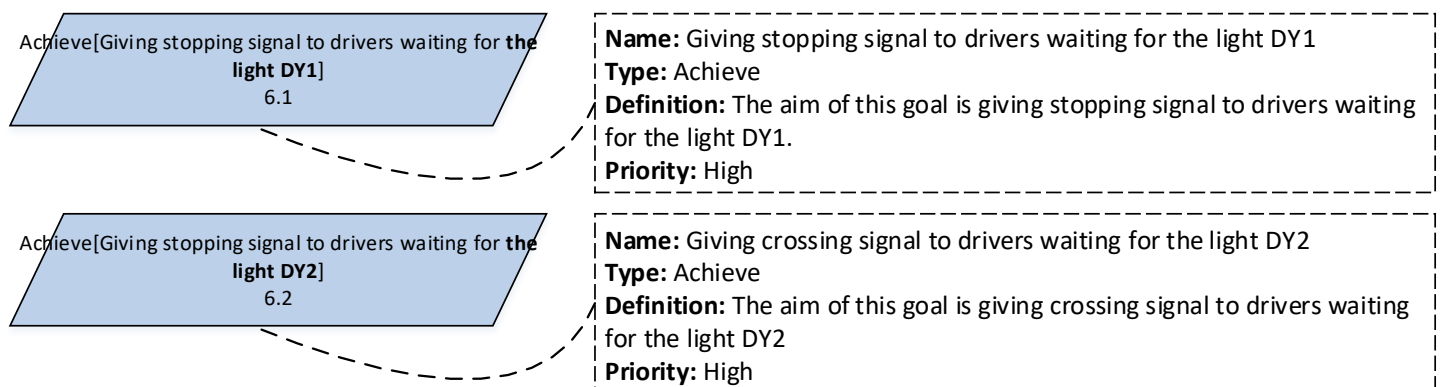 Achieve[Giving stopping signal to drivers waiting for the
light DY1]
6.1
Name: Giving stopping signal to drivers waiting for the light DY1
Type: Achieve
Definition: The aim of this goal is giving stopping signal to drivers waiting
for the light DY1.
Priority: High
Achieve[Giving stopping signal to drivers waiting for the
light DY2]
6.2
Name: Giving crossing signal to drivers waiting for the light DY2
Type: Achieve
Definition: The aim of this goal is giving crossing signal to drivers waiting
for the light DY2
Priority: High